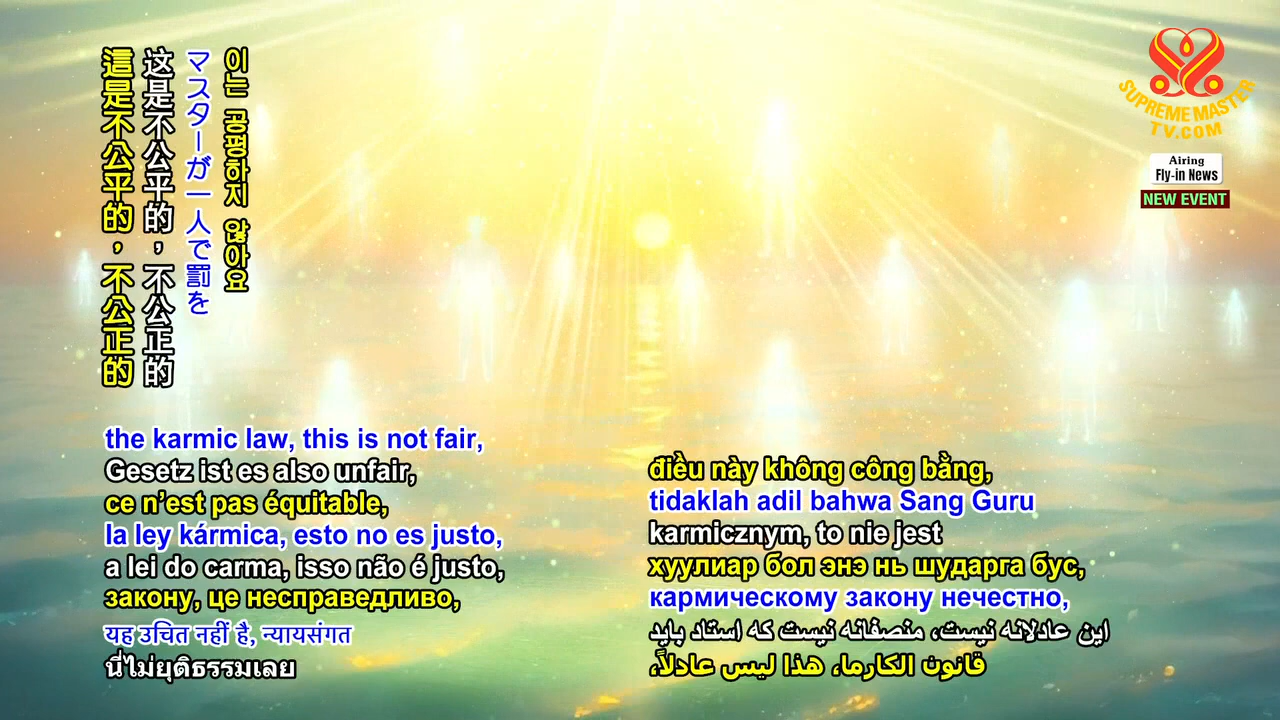 這是不公平的，不公正的
这是不公平的，不公正的
マスターが一人で罰を
이는 공평하지 않아요
SUPREME MASTER
TV.COM
Airing
Fly-in News
NEW EVENT
the karmic law, this is not fair,
Gesetz ist es also unfair,
ce n'est pas équitable,
la ley kármica, esto no es justo,
a lei do carma, isso não é justo,
закону, це несправедливо,
यह उचित नहीं है, न्यायसंगत
นี่ไม่ยุติธรรมเลย
điều này không công bằng,
tidaklah adil bahwa Sang Guru
karmicznym, to nie jest
хуулиар бол энэ нь шударга бус,
кармическому закону нечестно,
این عادلانه نیست، منصفانه نیست که استاد باید
قانون الكارما، هذا ليس عادلاً،